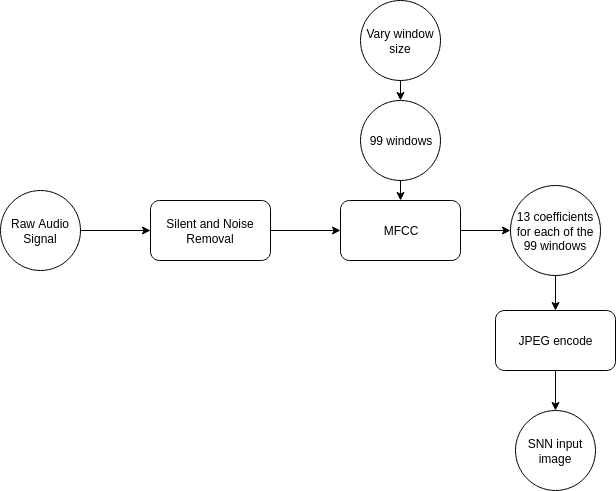 Vary window
size
99 windows
Raw Audio
Signal
Silent and Noise
Removal
MFCC
13 coefficients
for each of the
99 windows
JPEG encode
SNN input
image